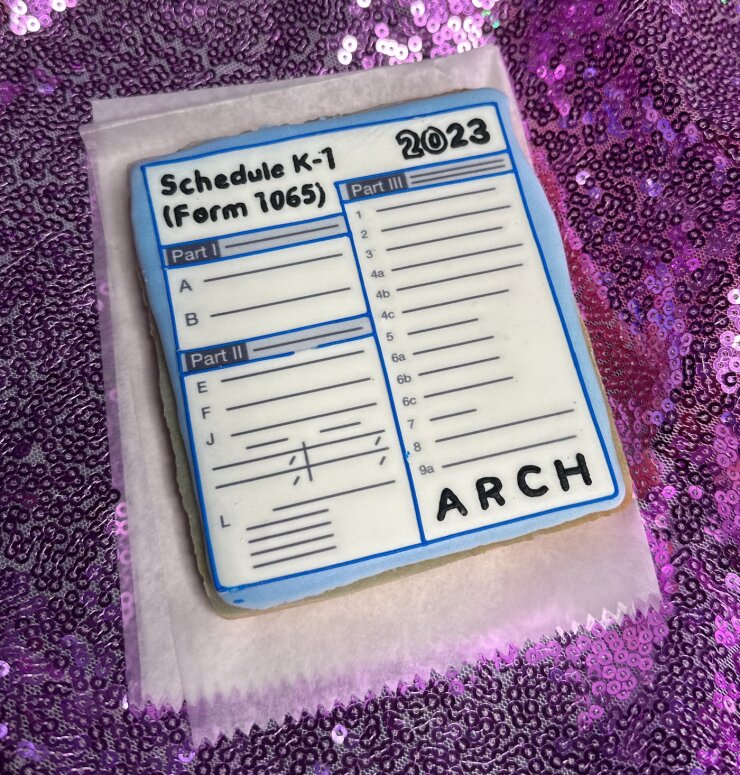 Schedule K-1
(Form 1065)
2023
Part I
A
B
Part II
E
F
J
L
Part III
1
2
3
4a
4b
4c
5
6a
6b
6c
7
8
9a
ARCH